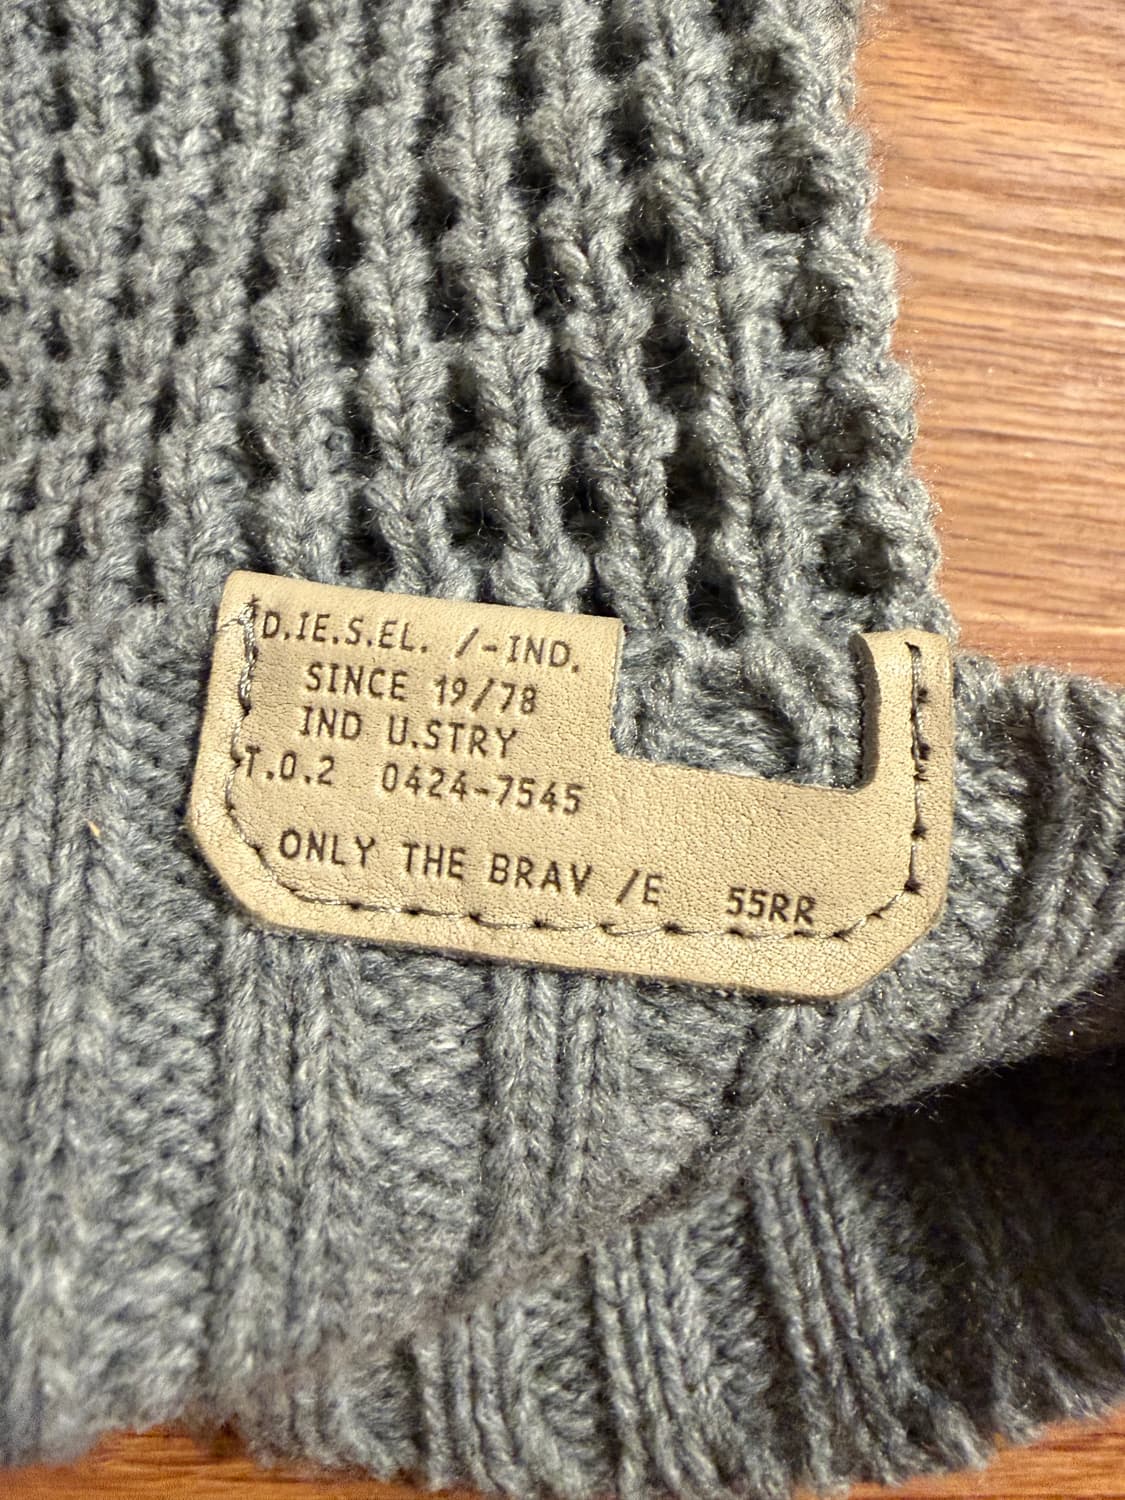 D.IE.S.EL. /-IND.
SINCE 19/78
IND U.STRY
T.0.2 0424-7545
ONLY THE BRAV /E 55RR